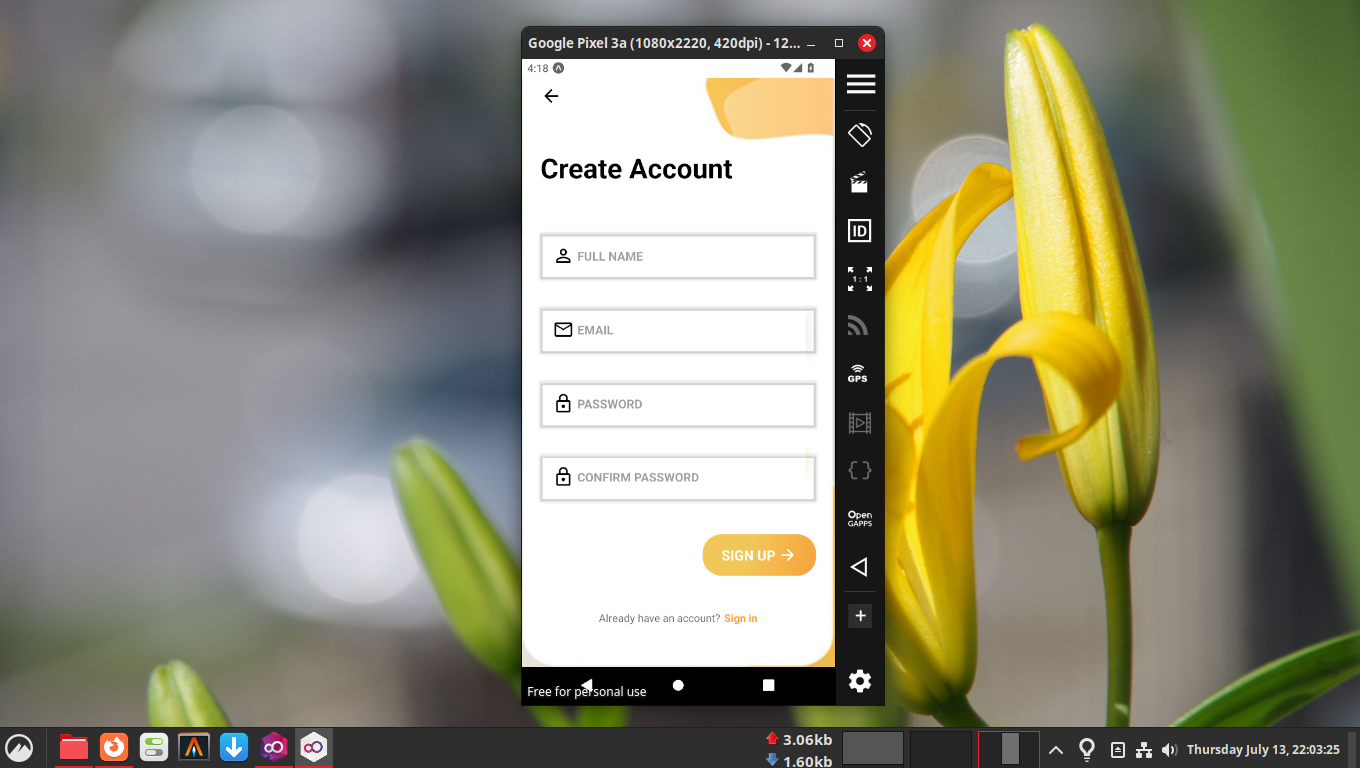 Google Pixel 3a (1080x2220, 420dpi) - 12...
4:18
Create Account
FULL NAME
EMAIL
PASSWORD
CONFIRM PASSWORD
SIGN UP
Already have an account? Sign in
Free for personal use
ID
1 : 1
GPS
Open
GAPPS
3.06kb
1.60kb
Thursday July 13, 22:03:25